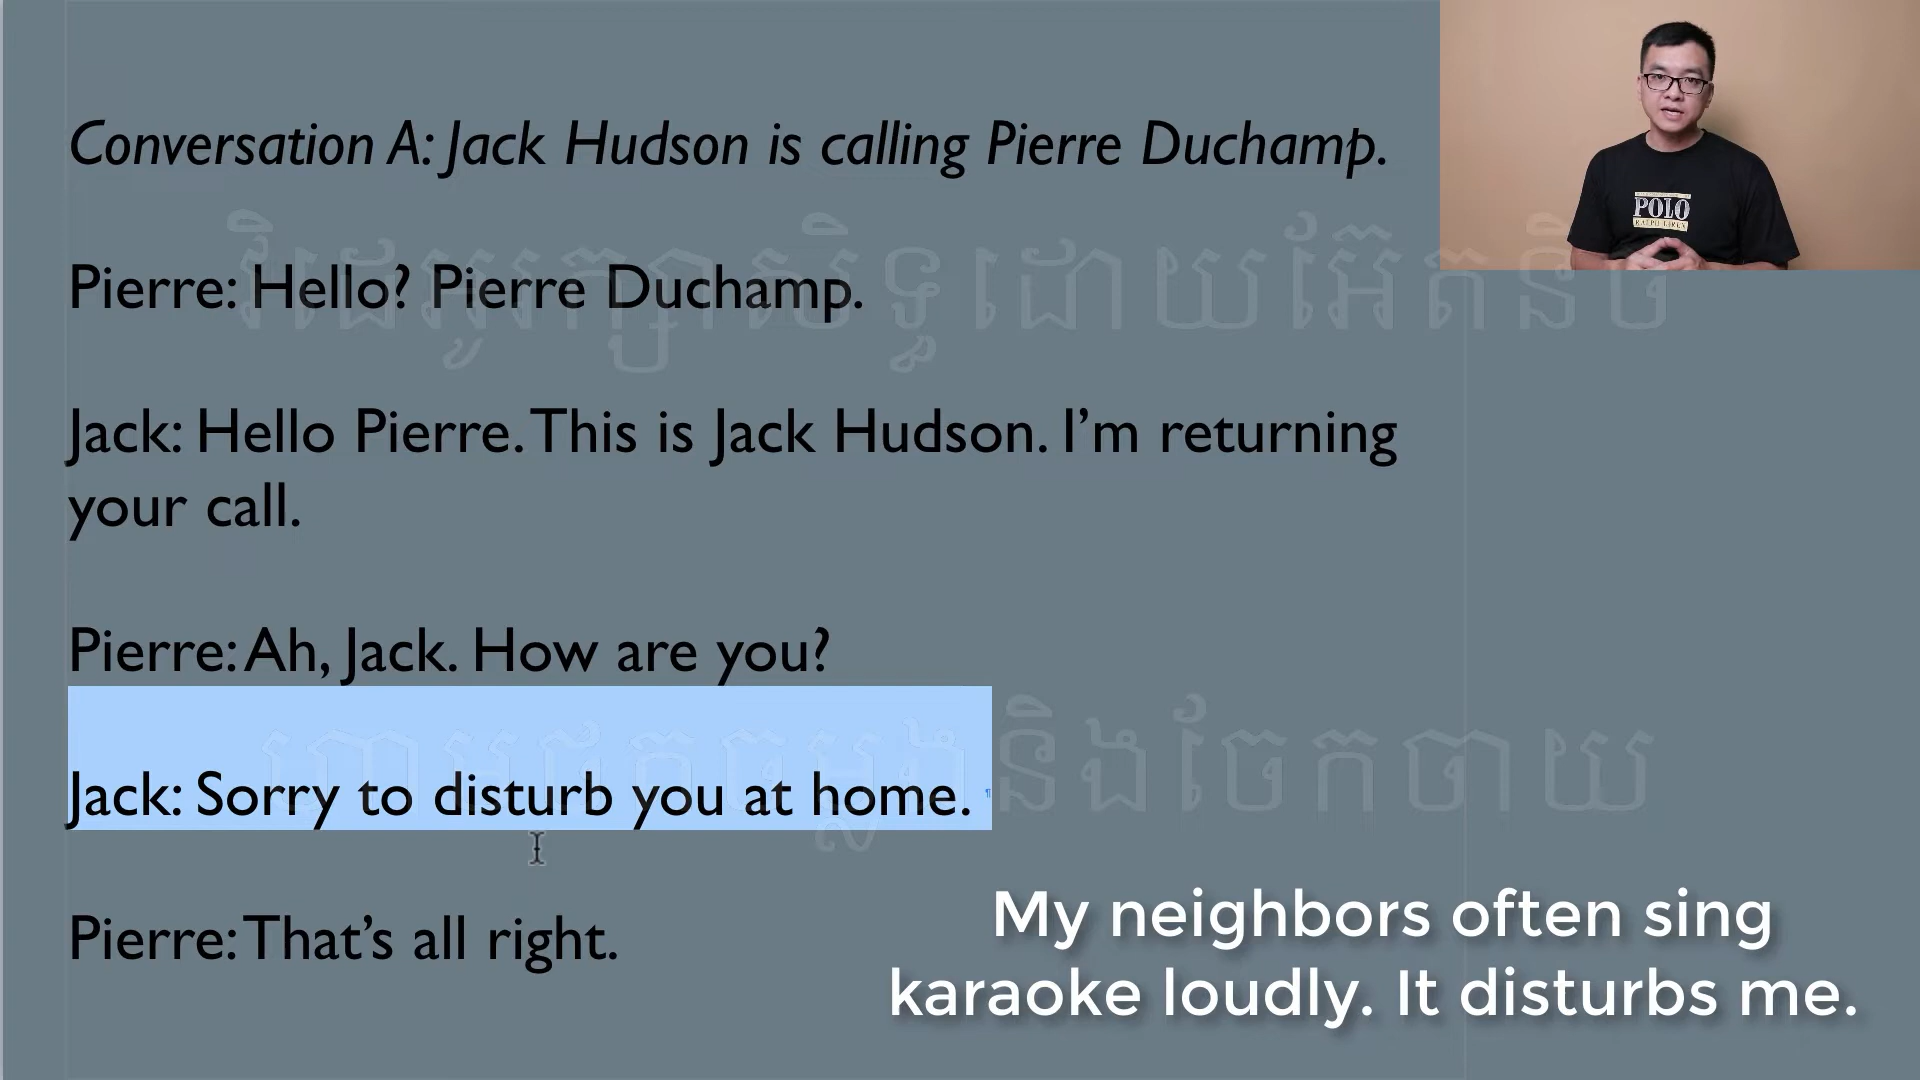 Conversation A: Jack Hudson is calling Pierre Duchamp.
POLO
Pierre: Hello? Pierre Duchamp.
Jack: Hello Pierre. This is Jack Hudson. I’m returning
your call.
Pierre: Ah, Jack. How are you?
Jack: Sorry to disturb you at home.
Pierre: That’s all right.
My neighbors often sing
karaoke loudly. It disturbs me.